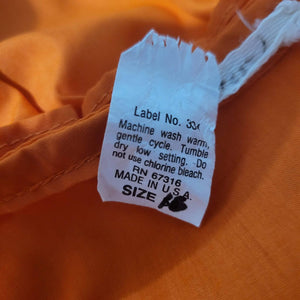 Label No. 334
Machine wash warm,
gentle cycle. Tumble
dry low setting. Do
not use chlorine bleach.
RN 67316
MADE IN U.S.A.
SIZE